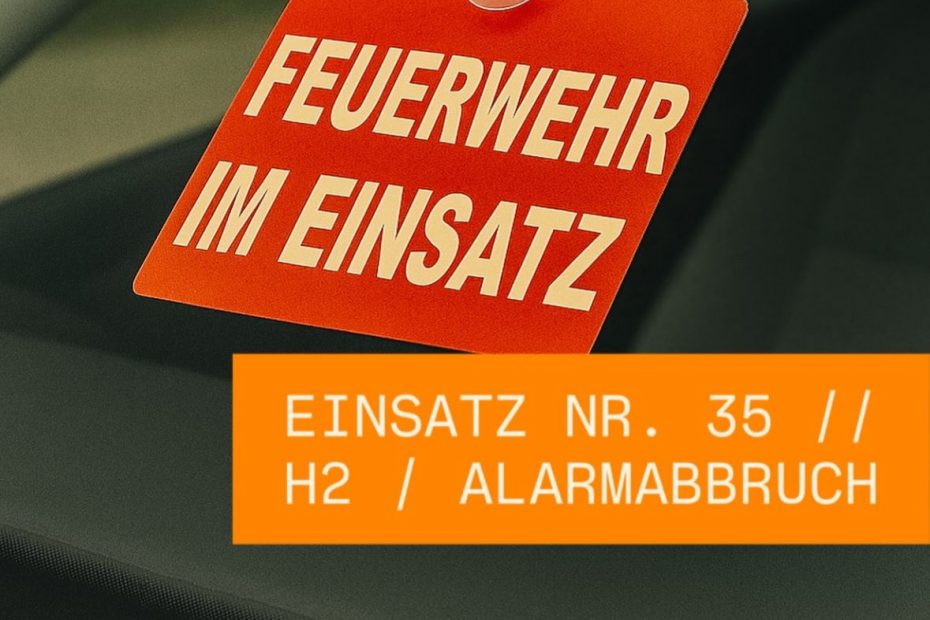 FEUERWEHR
IM EINSATZ
EINSATZ NR. 35 //
H2 / ALARMABBRUCH